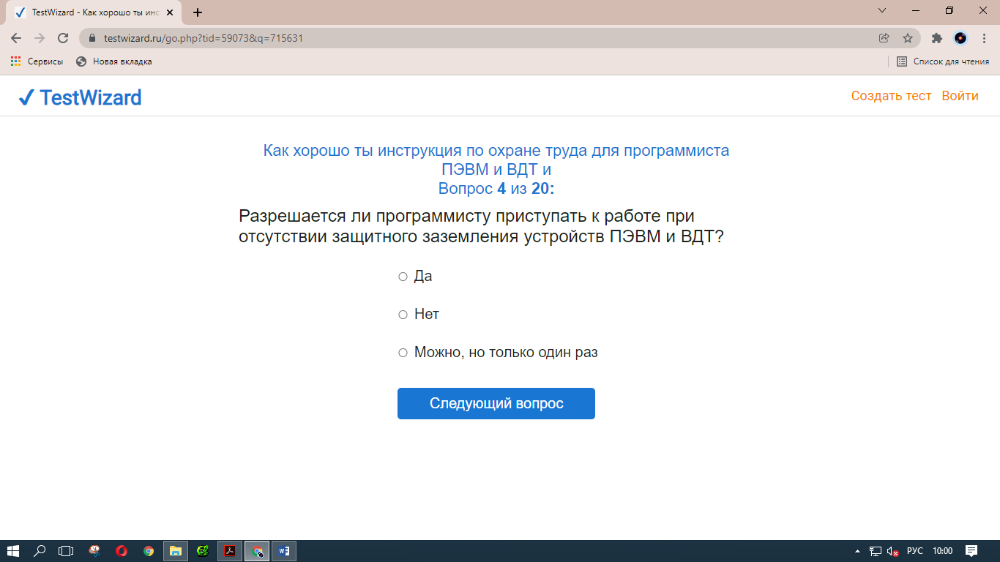 TestWizard - Как хорошо ты инс
testwizard.ru/go.php?tid=59073&q=715631
Сервисы
Новая вкладка
Список для чтения
TestWizard
Создать тест
Войти
Как хорошо ты инструкция по охране труда для программиста
ПЭВМ и ВДТ и
Вопрос 4 из 20:
Разрешается ли программисту приступать к работе при
отсутствии защитного заземления устройств ПЭВМ и ВДТ?
Да
Нет
Можно, но только один раз
Следующий вопрос
РУС
10:00